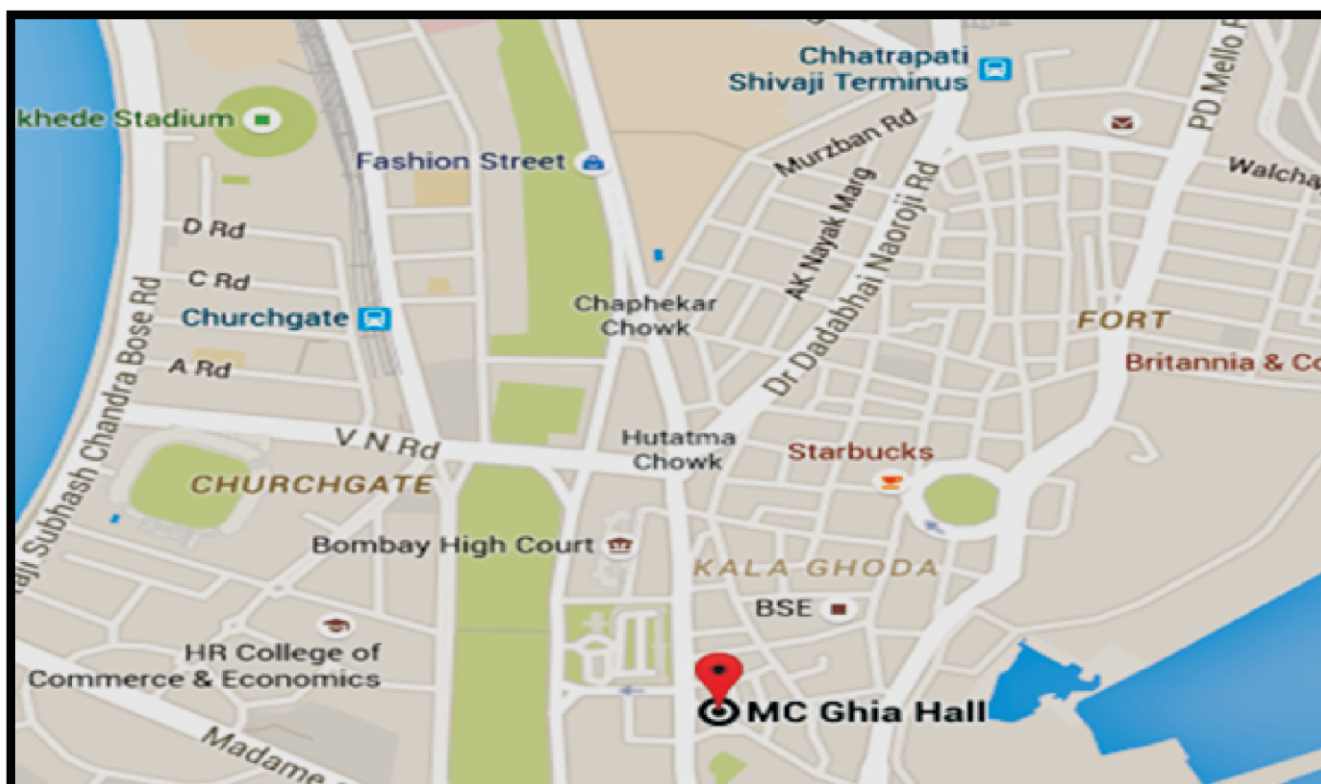 Chhatrapati
Shivaji Terminus
khede Stadium
PD Mello
Fashion Street
Murzban Rd
AK Nayak Marg
Dr Dadabhai Naoroji Rd
D Rd
C Rd
Churchgate
A Rd
Chaphekar
Chowk
FORT
Britannia & Co
aji Subhash Chandra Bose Rd
V N Rd
Hutatma
Chowk
Starbucks
CHURCHGATE
Bombay High Court
KALA GHODA
BSE
HR College of
Commerce & Economics
MC Ghia Hall
Madame